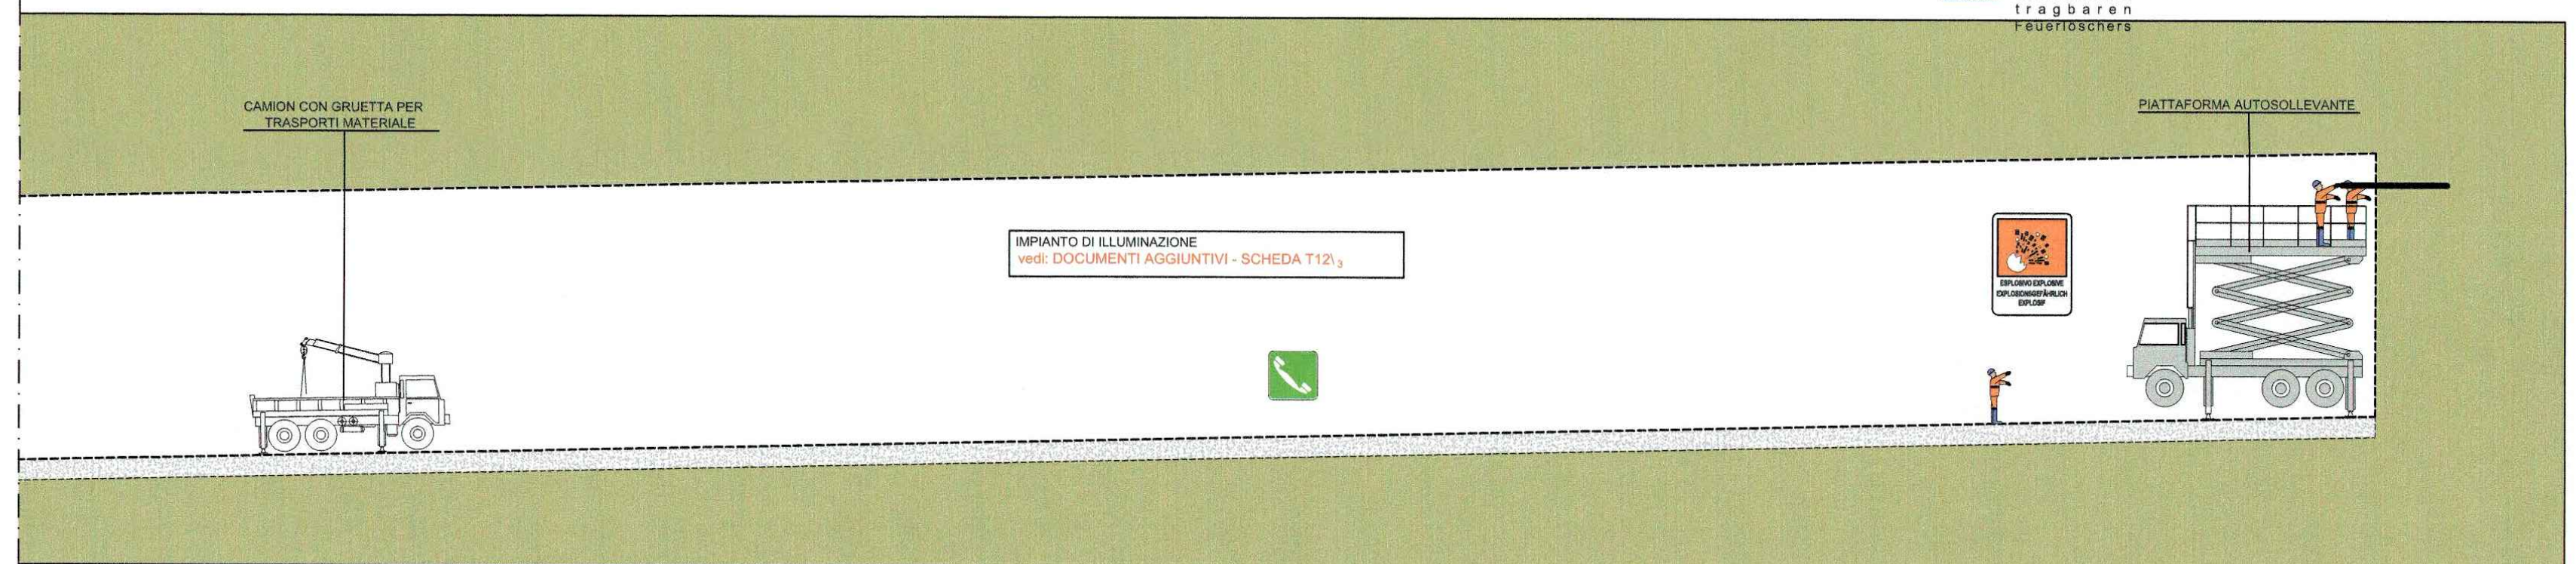 tragbaren
Feuerlöschers
CAMION CON GRUETTA PER
TRASPORTI MATERIALE
PIATTAFORMA AUTOSOLLEVANTE
IMPIANTO DI ILLUMINAZIONE
vedi: DOCUMENTI AGGIUNTIVI - SCHEDA T12\3
ESPLOSIVO EXPLOSIVE
EXPLOSIONSGEFÄHRLICH
EXPLOSIF